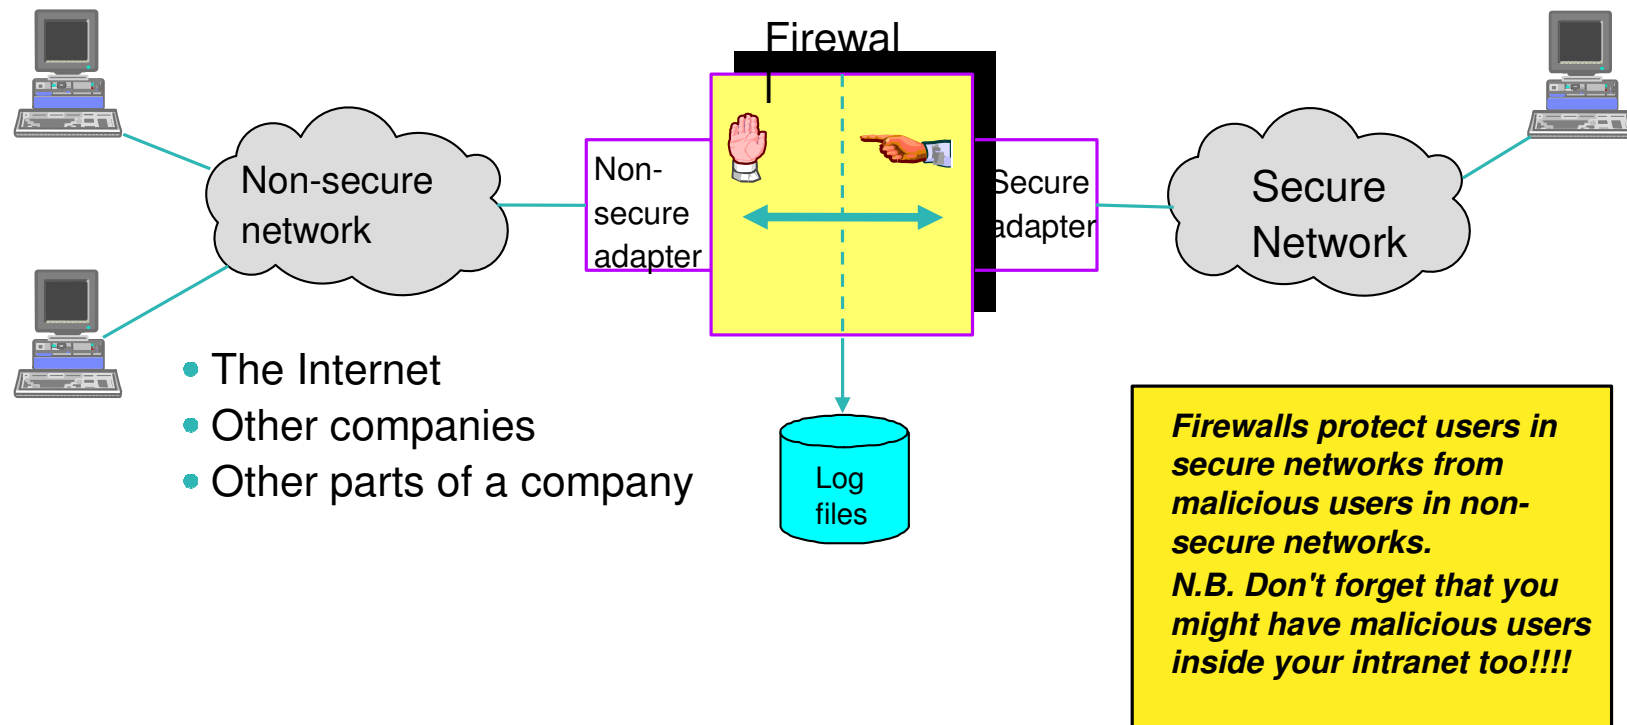 Firewal
l
Non-secure
network
Non-
secure
adapter
Secure
adapter
Secure
Network
• The Internet
• Other companies
• Other parts of a company
Log
files
Firewalls protect users in
secure networks from
malicious users in non-
secure networks.
N.B. Don't forget that you
might have malicious users
inside your intranet too!!!!